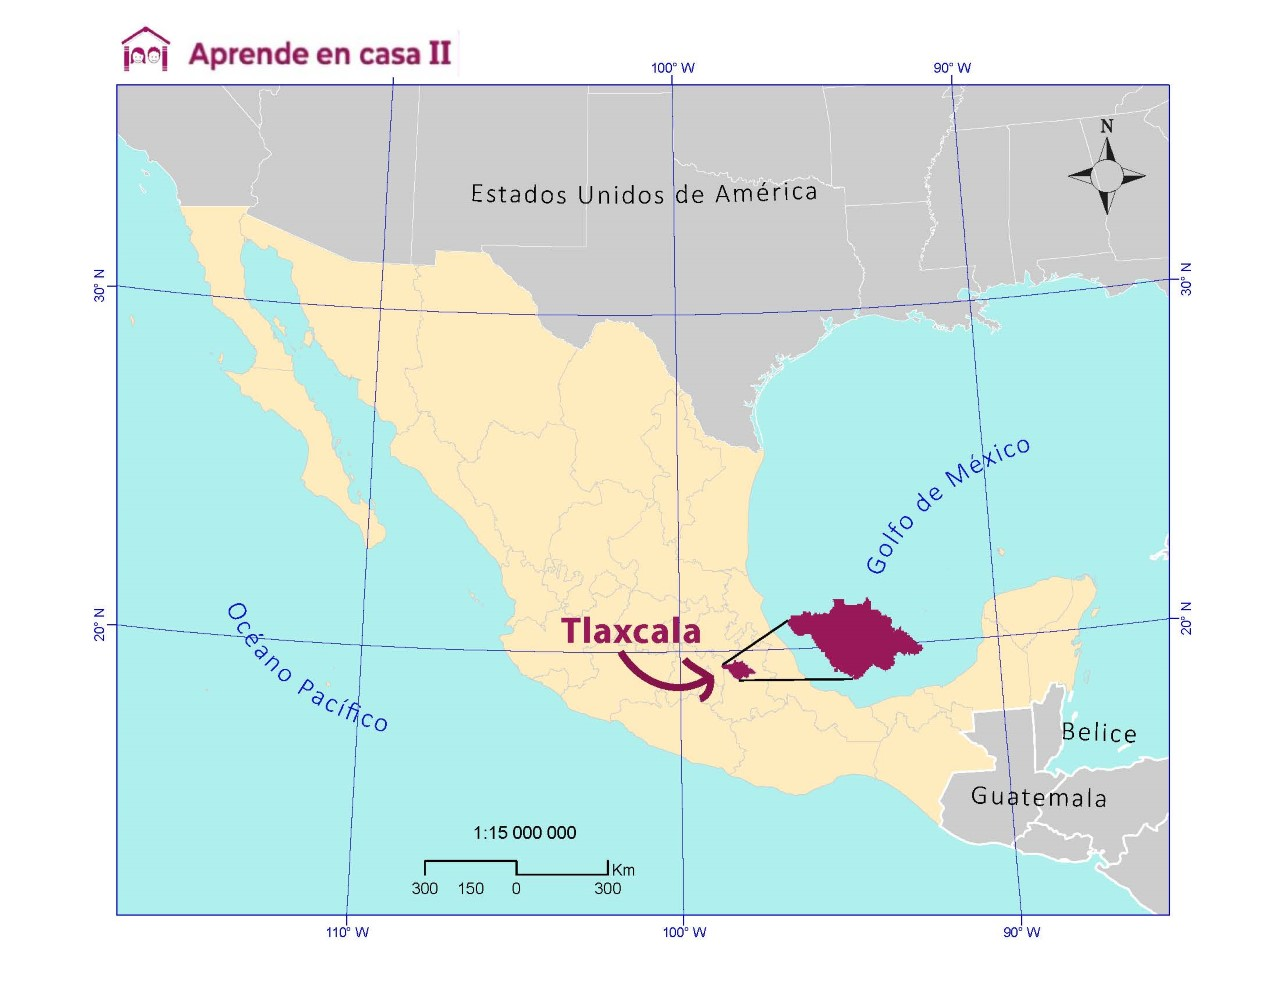 Aprende en casa II
100° W
90° W
N
Estados Unidos de América
30° N
30° N
Golfo de México
20° N
20° N
Tlaxcala
Océano Pacífico
Belice
Guatemala
1:15 000 000
Km
300 150 0 300
110° W
100° W
90° W